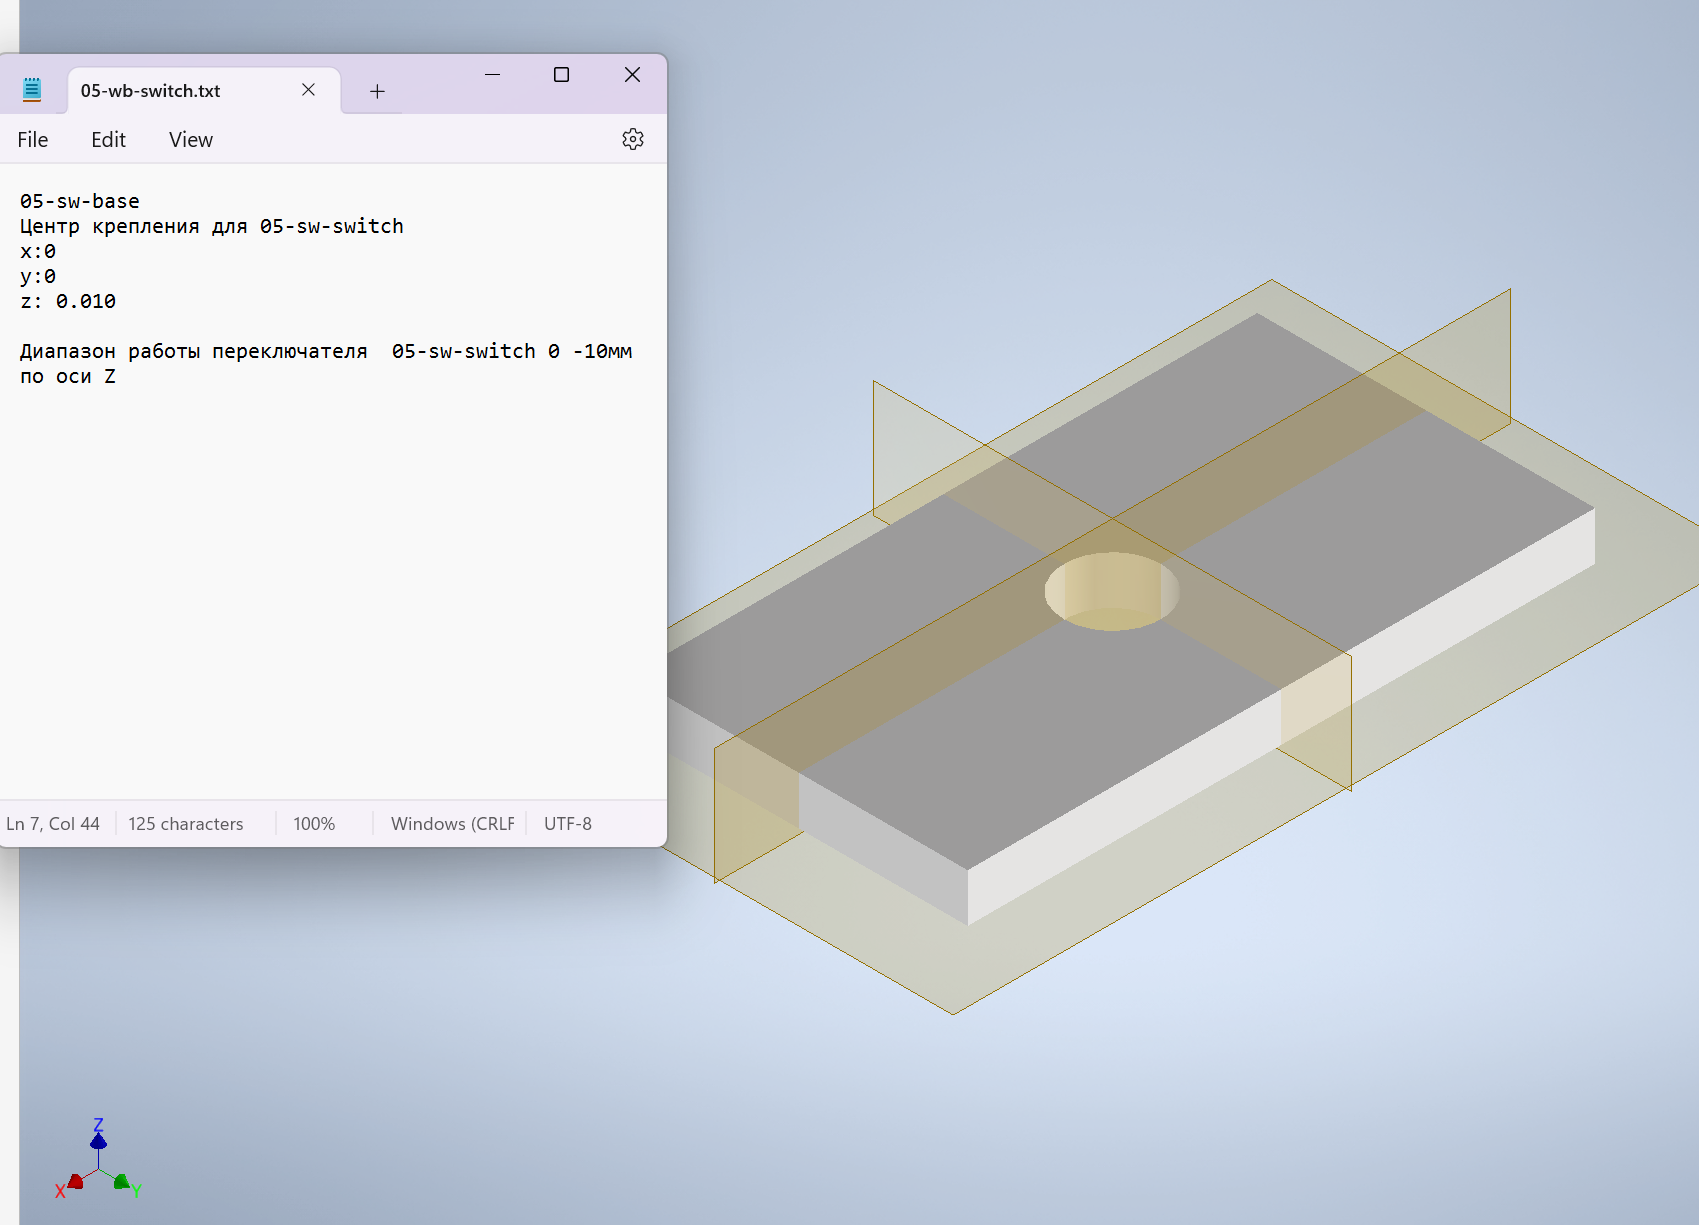 05-wb-switch.txt
File Edit View
05-sw-base
Центр крепления для 05-sw-switch
x:0
y:0
z: 0.010
Диапазон работы переключателя  05-sw-switch 0 -10мм
по оси Z
Ln 7, Col 44 125 characters 100% Windows (CRLF UTF-8
Z
X
Y